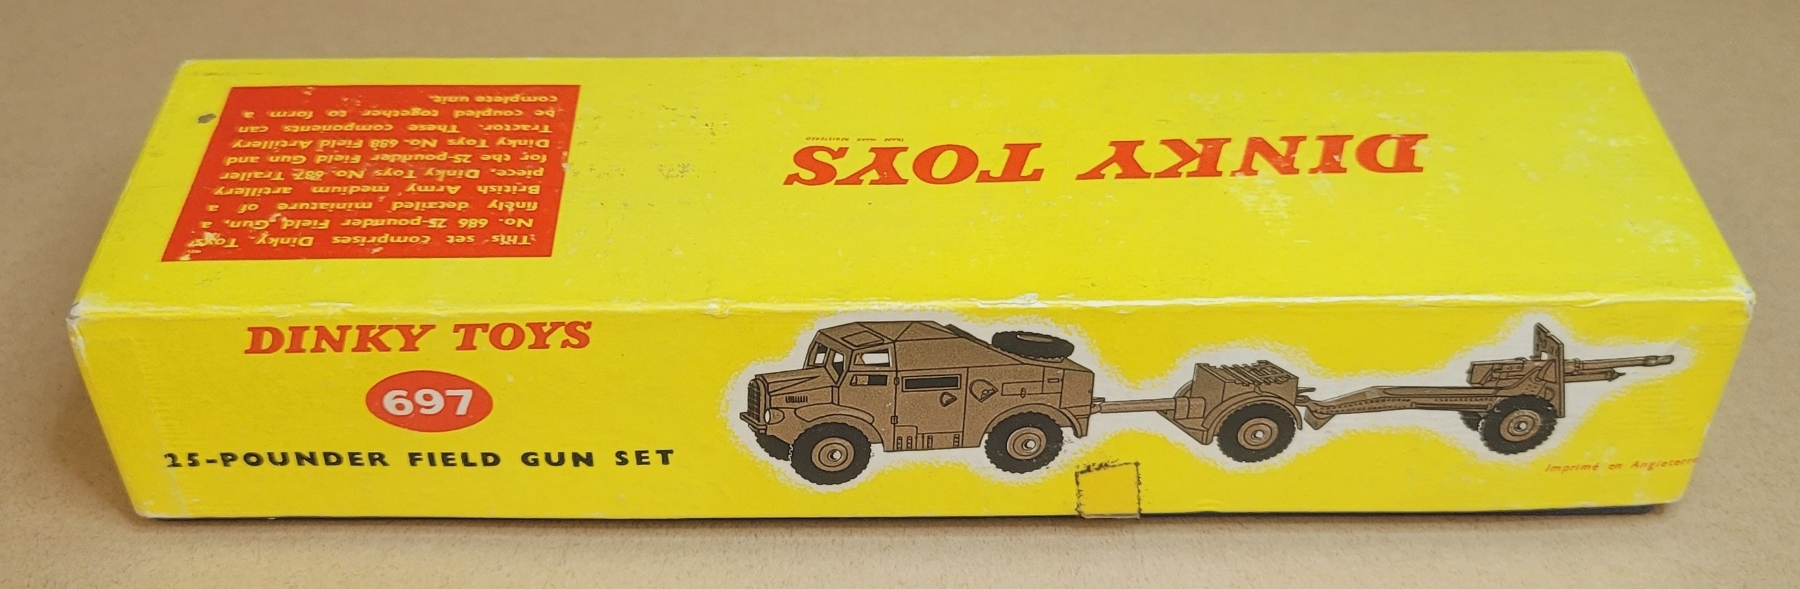 DINKY TOYS
TRADE MARK REGISTERED
This set comprises Dinky Toys
No. 686 25-pounder Field Gun, a
finely detailed miniature of a
British Army medium artillery
piece. Dinky Toys No. 687 Trailer
for the 25-pounder Field Gun and
Dinky Toys No. 688 Field Artillery
Tractor. These components can
be coupled together to form a
complete unit.
DINKY TOYS
697
25-POUNDER FIELD GUN SET
Imprimé en Angleterre